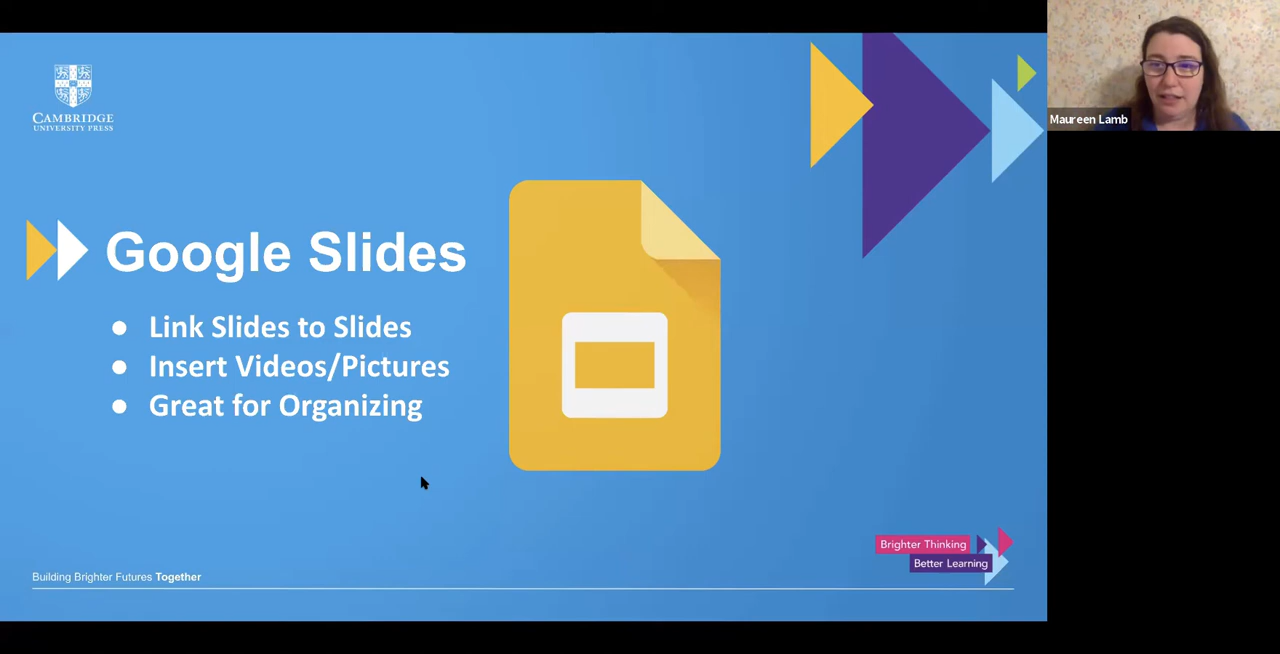 CAMBRIDGE
UNIVERSITY PRESS
Maureen Lamb
Google Slides
● Link Slides to Slides
● Insert Videos/Pictures
● Great for Organizing
Brighter Thinking
Better Learning
Building Brighter Futures Together